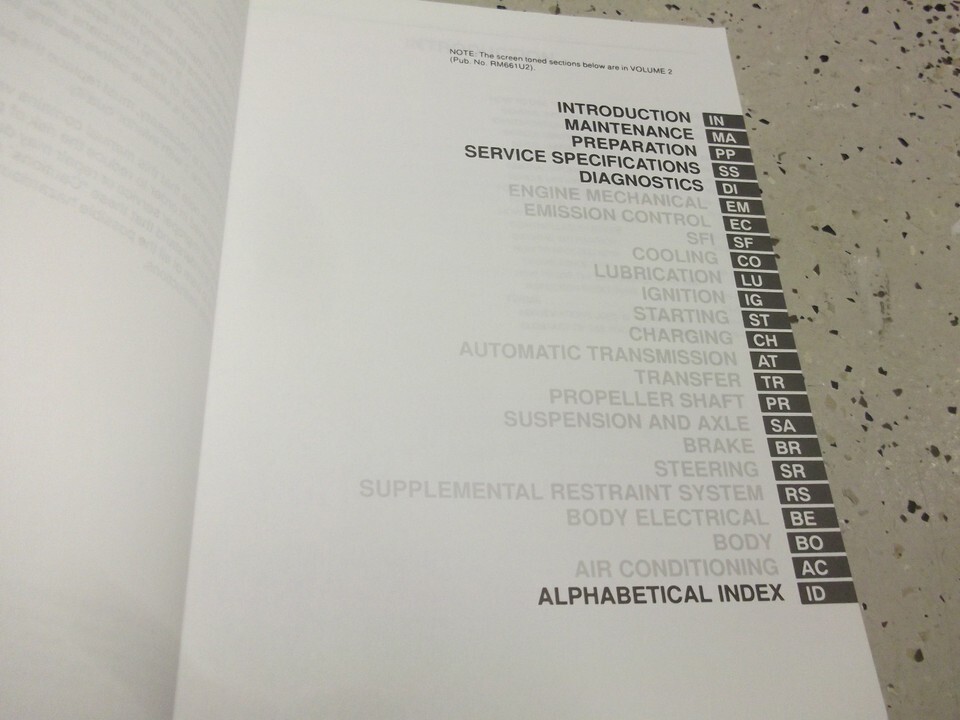 NOTE: The screen toned sections below are in VOLUME 2
(Pub. No. RM661U2).
INTRODUCTION IN
MAINTENANCE MA
PREPARATION PP
SERVICE SPECIFICATIONS SS
DIAGNOSTICS DI
ENGINE MECHANICAL EM
EMISSION CONTROL EC
SFI SF
COOLING CO
LUBRICATION LU
IGNITION IG
STARTING ST
CHARGING CH
AUTOMATIC TRANSMISSION AT
TRANSFER TR
PROPELLER SHAFT PR
SUSPENSION AND AXLE SA
BRAKE BR
STEERING SR
SUPPLEMENTAL RESTRAINT SYSTEM RS
BODY ELECTRICAL BE
BODY BO
AIR CONDITIONING AC
ALPHABETICAL INDEX ID